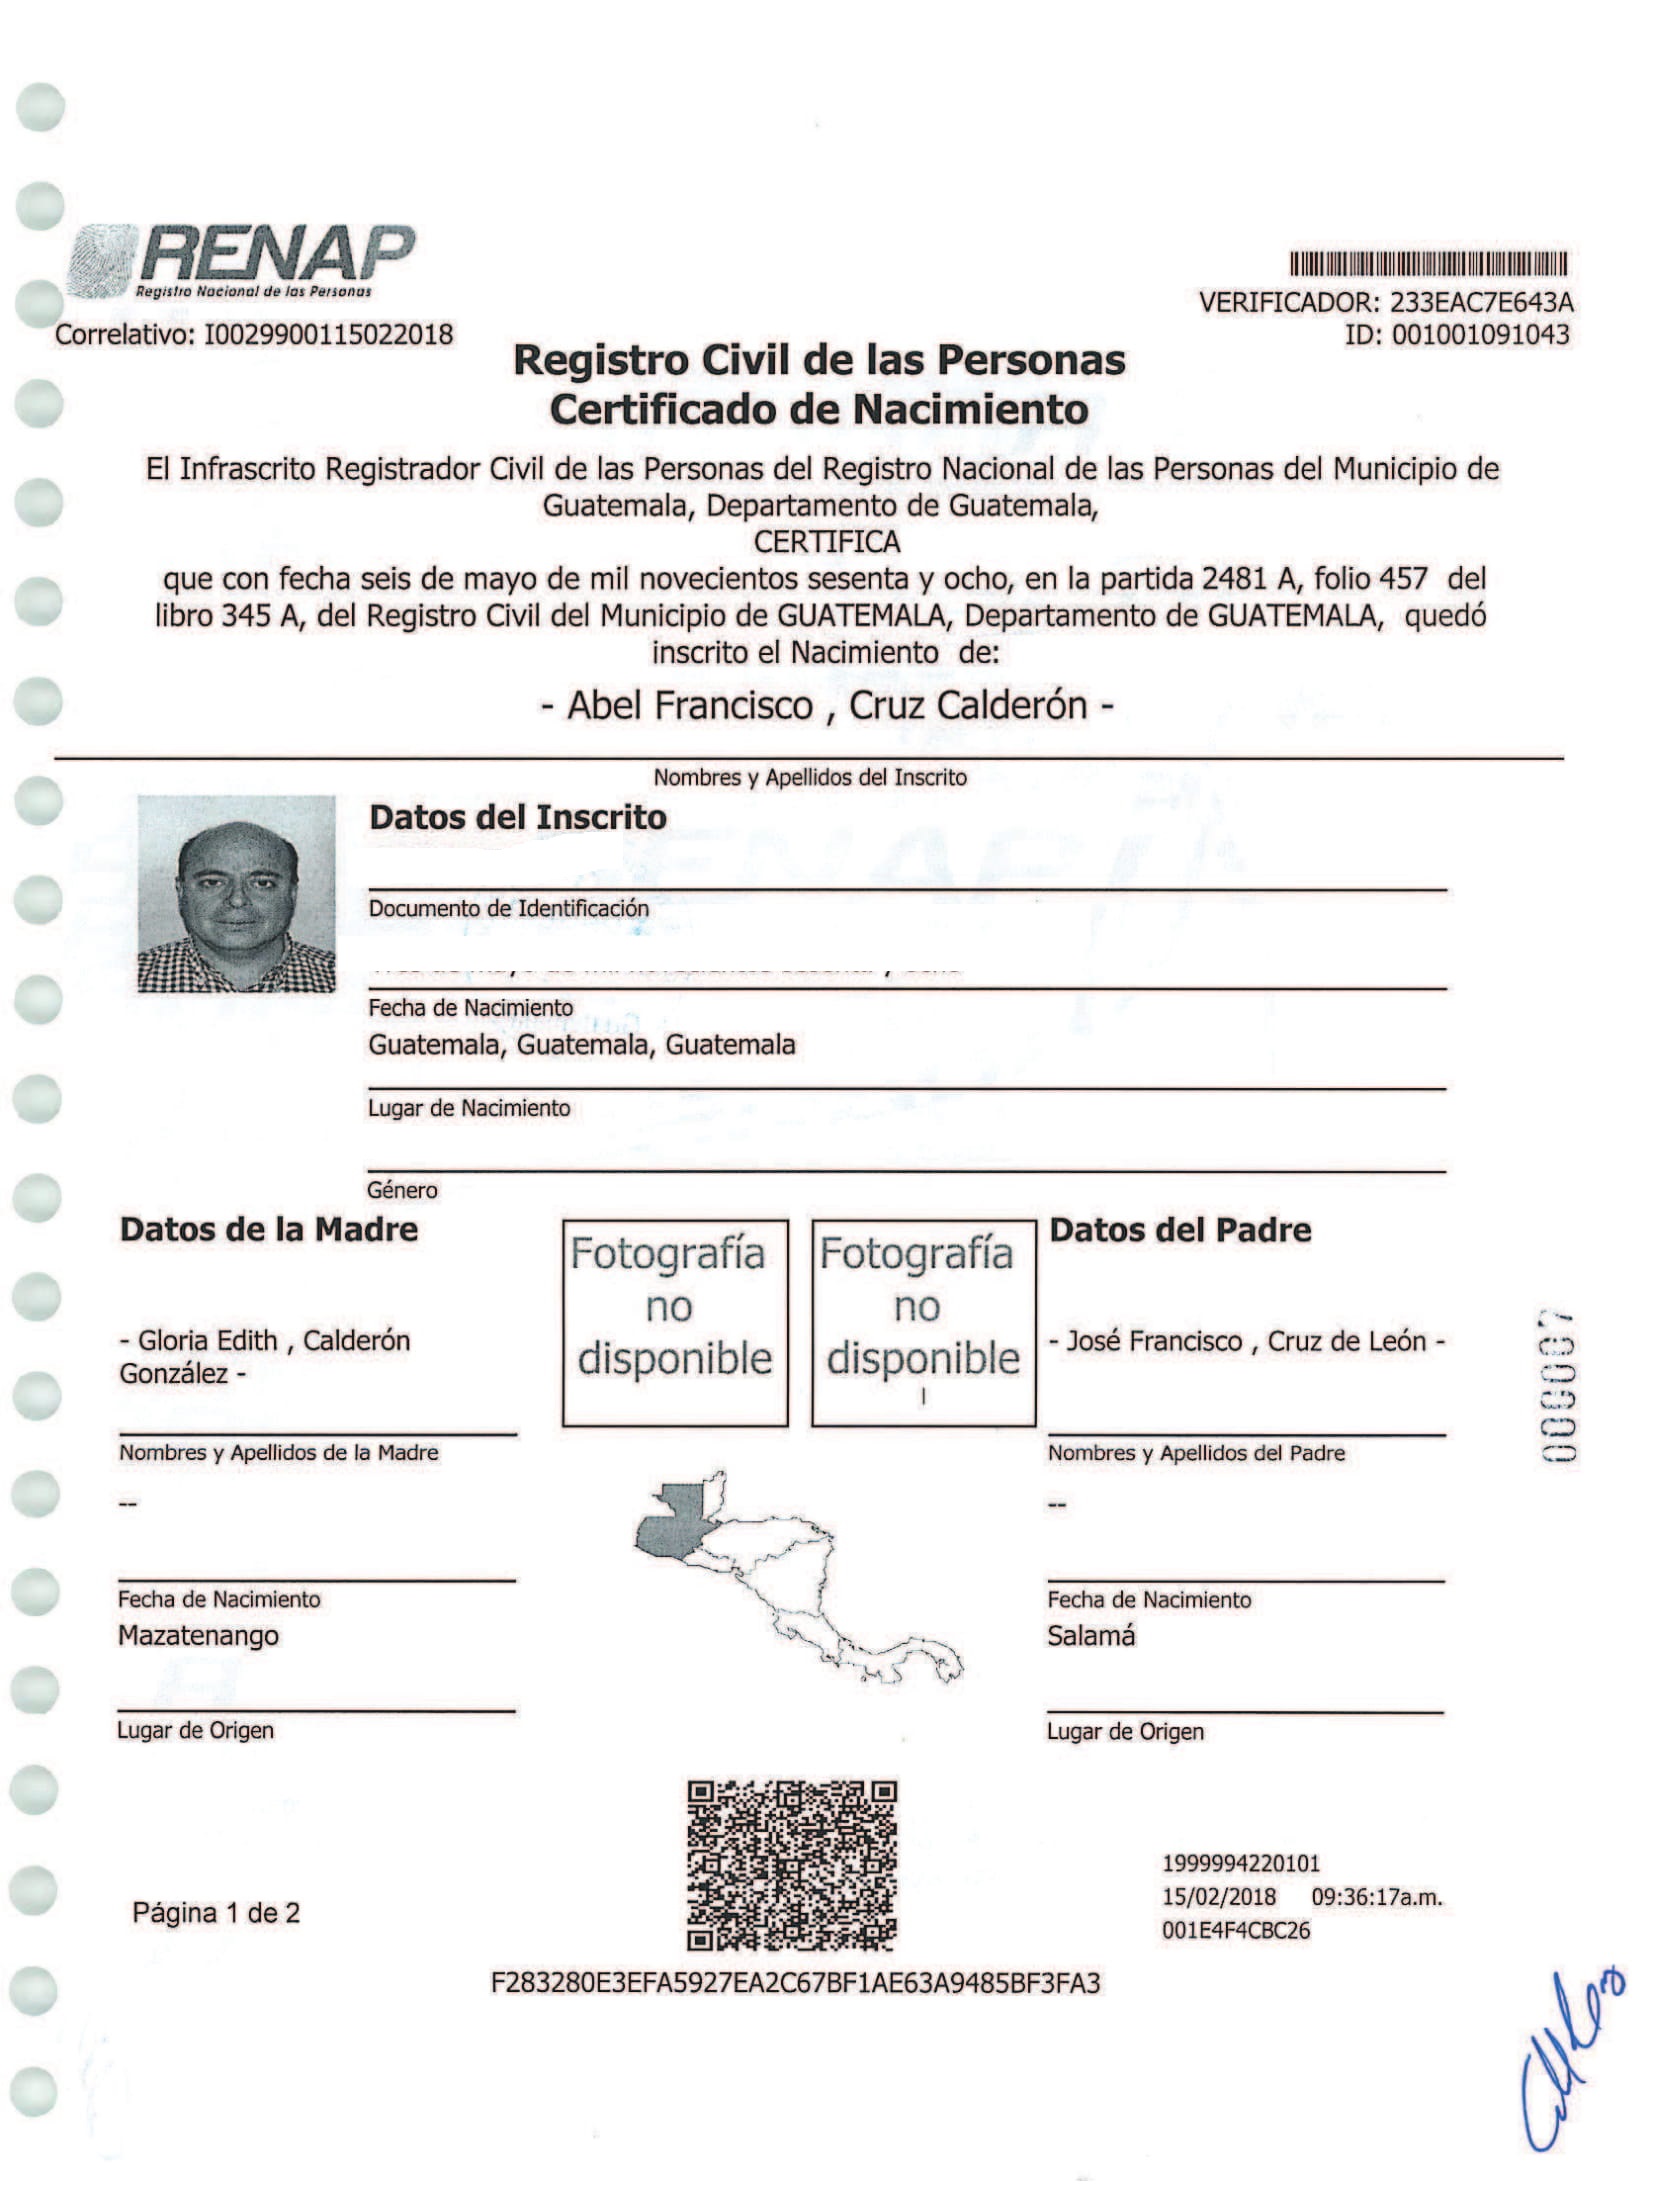 RENAP
Registro Nacional de las Personas
Correlativo: I0029900115022018
VERIFICADOR: 233EAC7E643A
ID: 001001091043
Registro Civil de las Personas
Certificado de Nacimiento
El Infrascrito Registrador Civil de las Personas del Registro Nacional de las Personas del Municipio de
Guatemala, Departamento de Guatemala,
CERTIFICA
que con fecha seis de mayo de mil novecientos sesenta y ocho, en la partida 2481 A, folio 457 del
libro 345 A, del Registro Civil del Municipio de GUATEMALA, Departamento de GUATEMALA, quedó
inscrito el Nacimiento de:
- Abel Francisco , Cruz Calderón -
Nombres y Apellidos del Inscrito
Datos del Inscrito
Documento de Identificación
Fecha de Nacimiento
Guatemala, Guatemala, Guatemala
Lugar de Nacimiento
Género
Datos de la Madre
Fotografía
no
disponible
Fotografía
no
disponible
Datos del Padre
- Gloria Edith , Calderón
González -
- José Francisco , Cruz de León -
Nombres y Apellidos de la Madre
Nombres y Apellidos del Padre
--
--
Fecha de Nacimiento
Fecha de Nacimiento
Mazatenango
Salamá
Lugar de Origen
Lugar de Origen
000007
1999994220101
15/02/2018 09:36:17a.m.
001E4F4CBC26
Página 1 de 2
F283280E3EFA5927EA2C67BF1AE63A9485BF3FA3